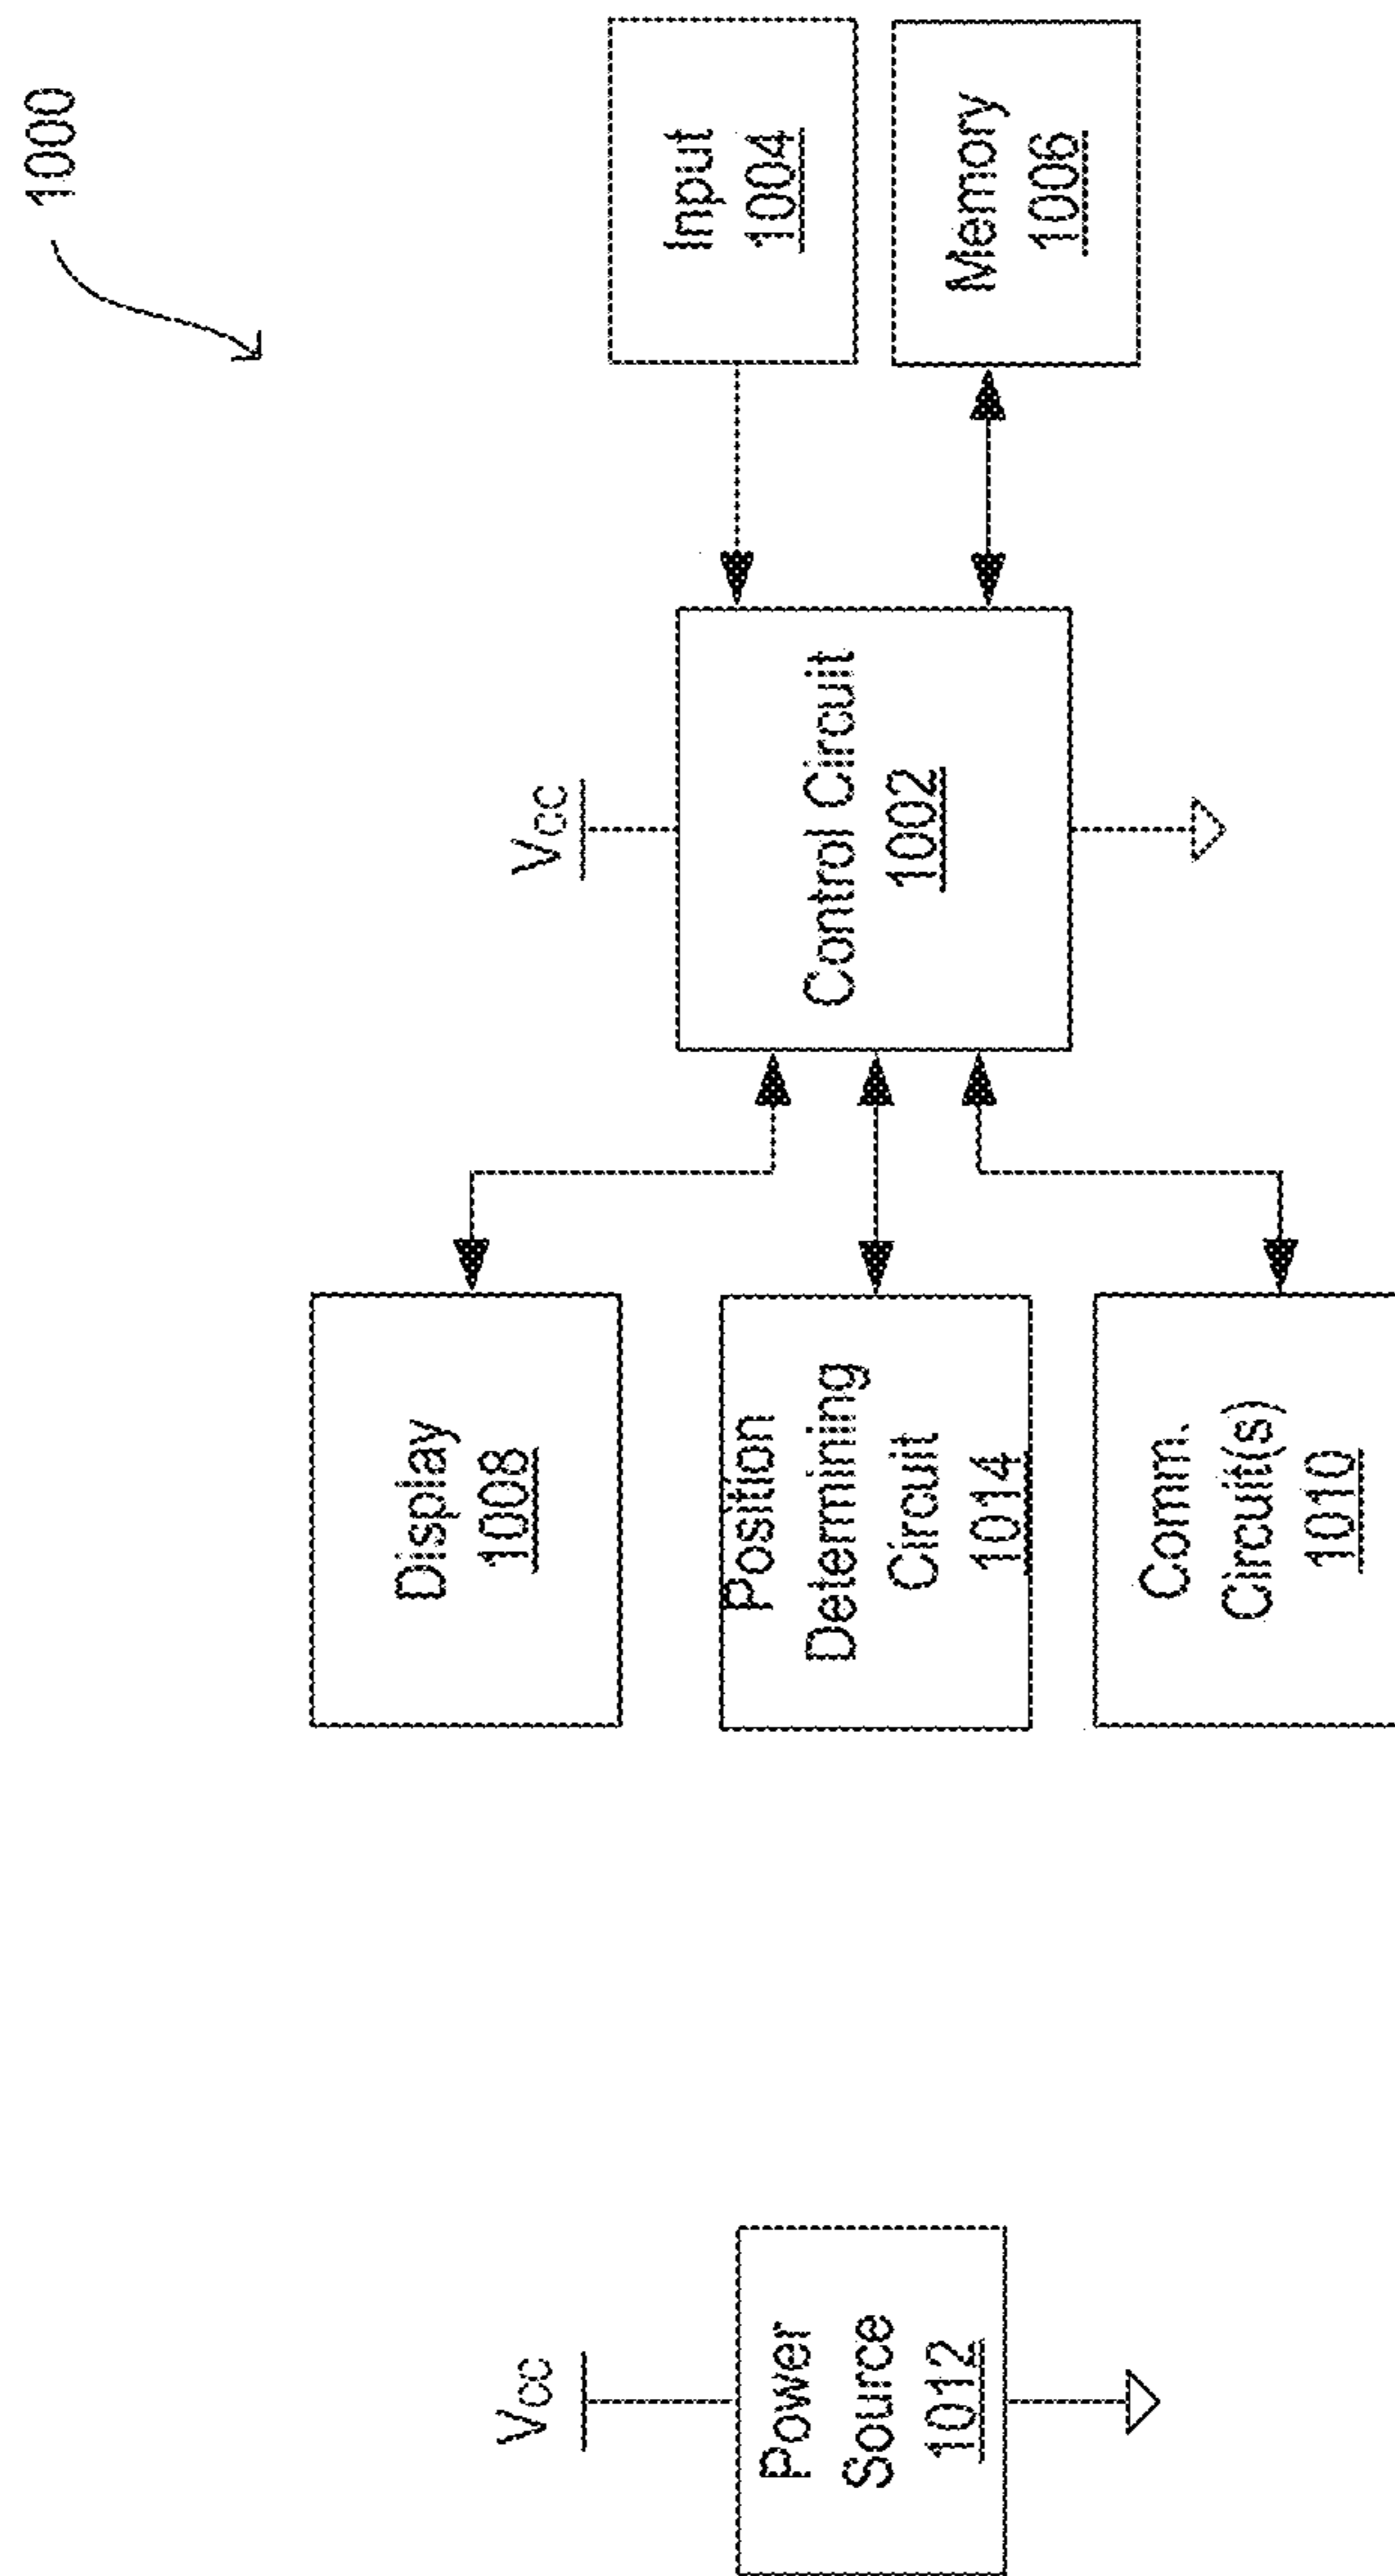 1000
Power
Source
1012
VCC
Display
1008
Position
Determining
Circuit
1014
Comm.
Circuit(s)
1010
VCC
Control Circuit
1002
Input
1004
Memory
1006